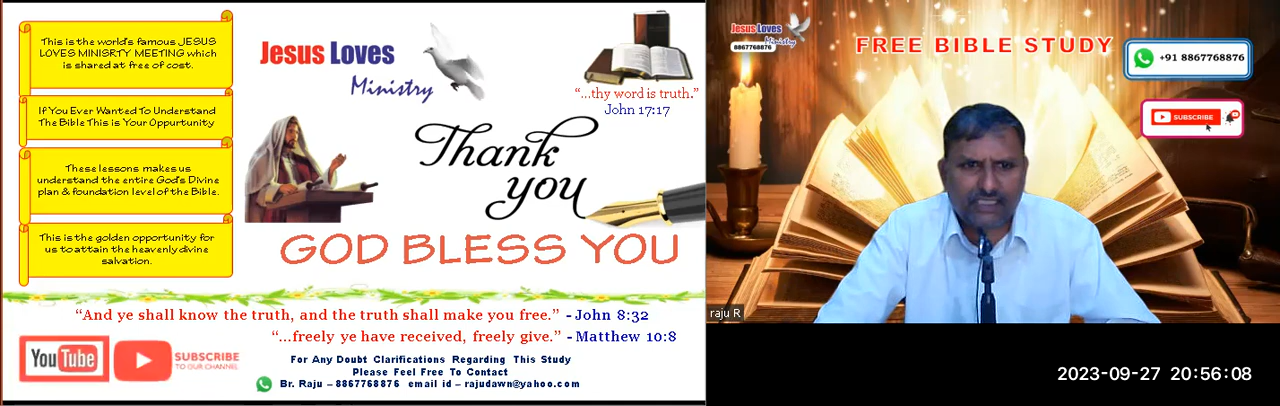 This is the world's famous JESUS
LOVES MINISRTY MEETING which
is shared at free of cost.
If You Ever Wanted To Understand
The Bible This is Your Oppurtunity
These lessons makes us
understand the entire God's Divine
plan & foundation level of the Bible.
This is the golden opportunity for
us to attain the heavenly divine
salvation.
Jesus Loves
Ministry
"...thy word is truth."
John 17:17
Thank
you
GOD BLESS YOU
"And ye shall know the truth, and the truth shall make you free." - John 8:32
"...freely ye have received, freely give." - Matthew 10:8
YouTube
SUBSCRIBE
TO OUR CHANNEL
For Any Doubt Clarifications Regarding This Study
Please Feel Free To Contact
Br. Raju – 8867768876 email id – rajudawn@yahoo.com
Jesus Loves
Ministry
8867768876
FREE BIBLE STUDY
+91 8867768876
SUBSCRIBE
raju R
2023-09-27 20:56:08